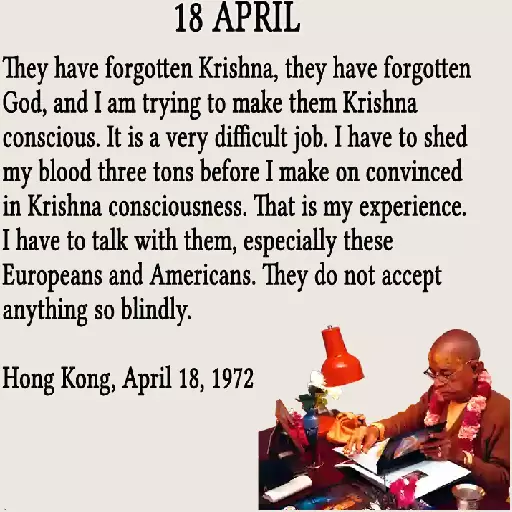 18 APRIL
They have forgotten Krishna, they have forgotten
God, and I am trying to make them Krishna
conscious. It is a very difficult job. I have to shed
my blood three tons before I make on convinced
in Krishna consciousness. That is my experience.
I have to talk with them, especially these
Europeans and Americans. They do not accept
anything so blindly.
Hong Kong, April 18, 1972